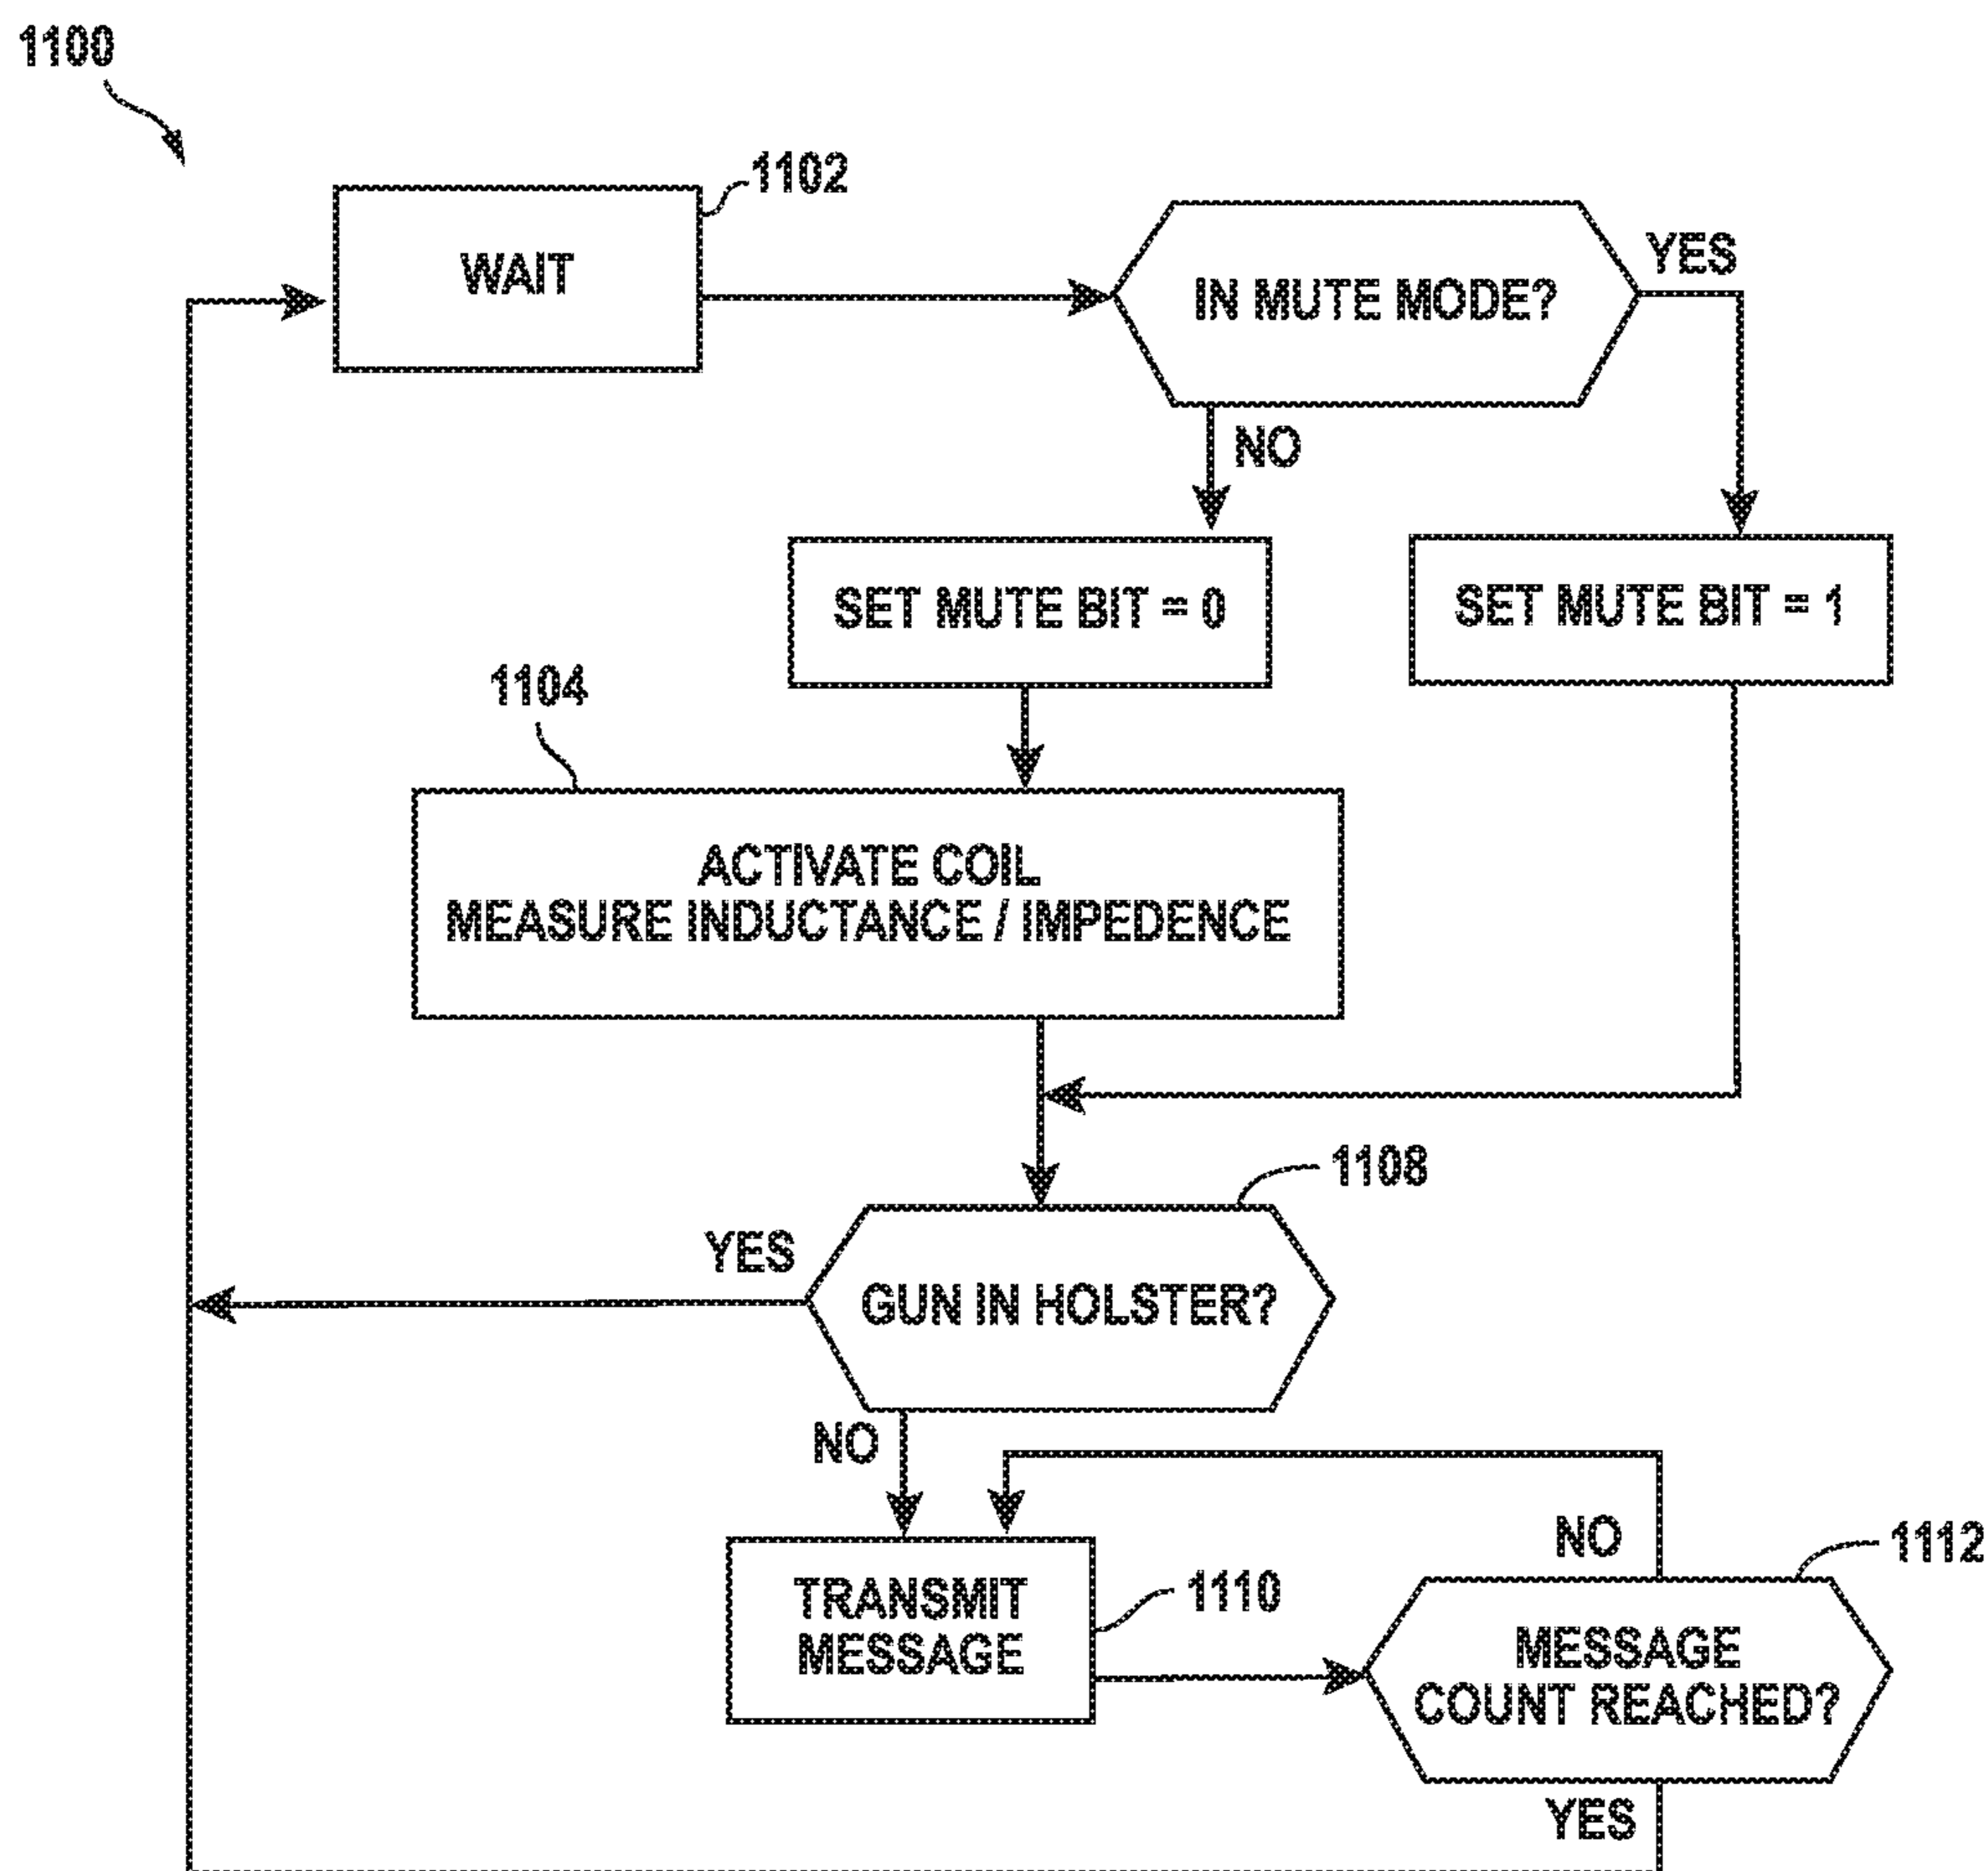 1100
1102
WAIT
IN MUTE MODE?
YES
NO
SET MUTE BIT = 0
SET MUTE BIT = 1
1104
ACTIVATE COIL
MEASURE INDUCTANCE / IMPEDENCE
1108
YES
GUN IN HOLSTER?
NO
NO
1112
TRANSMIT
MESSAGE
1110
MESSAGE
COUNT REACHED?
YES